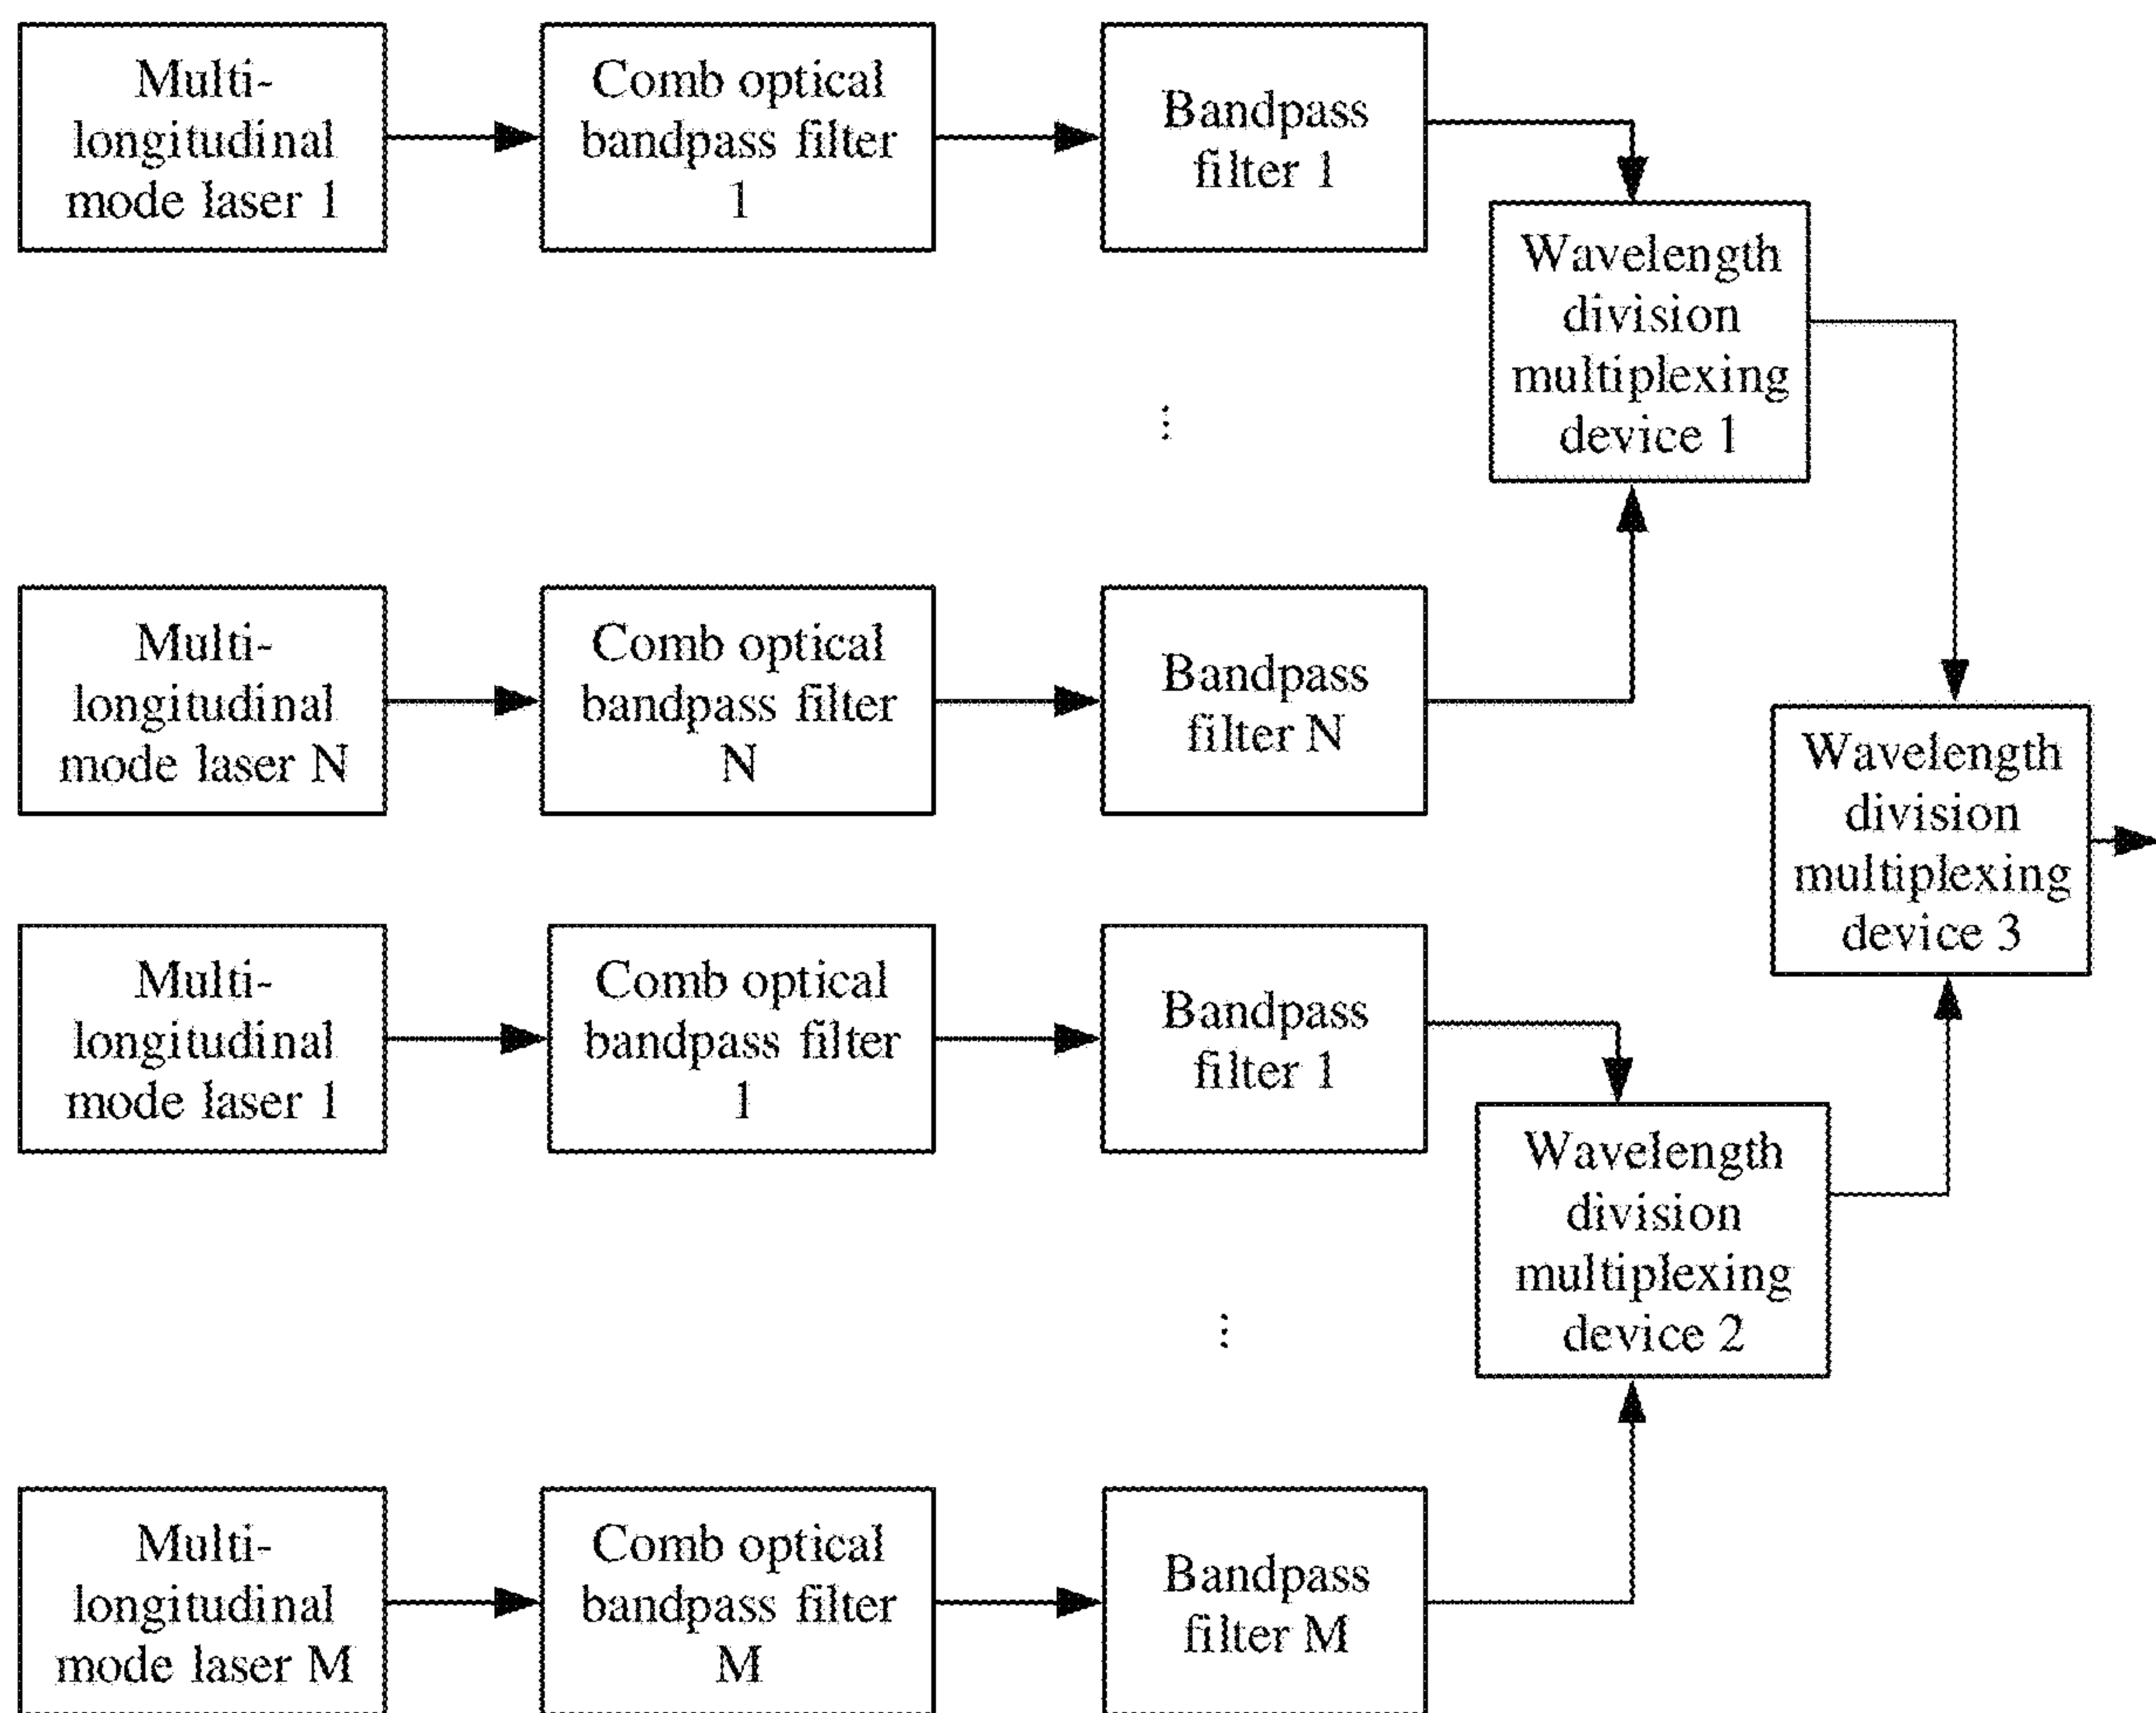 Multi-
longitudinal
mode laser 1
Comb optical
bandpass filter
1
Bandpass
filter 1
Wavelength
division
multiplexing
device 1
...
Multi-
longitudinal
mode laser N
Comb optical
bandpass filter
N
Bandpass
filter N
Wavelength
division
multiplexing
device 3
Multi-
longitudinal
mode laser 1
Comb optical
bandpass filter
1
Bandpass
filter 1
Wavelength
division
multiplexing
device 2
...
Multi-
longitudinal
mode laser M
Comb optical
bandpass filter
M
Bandpass
filter M